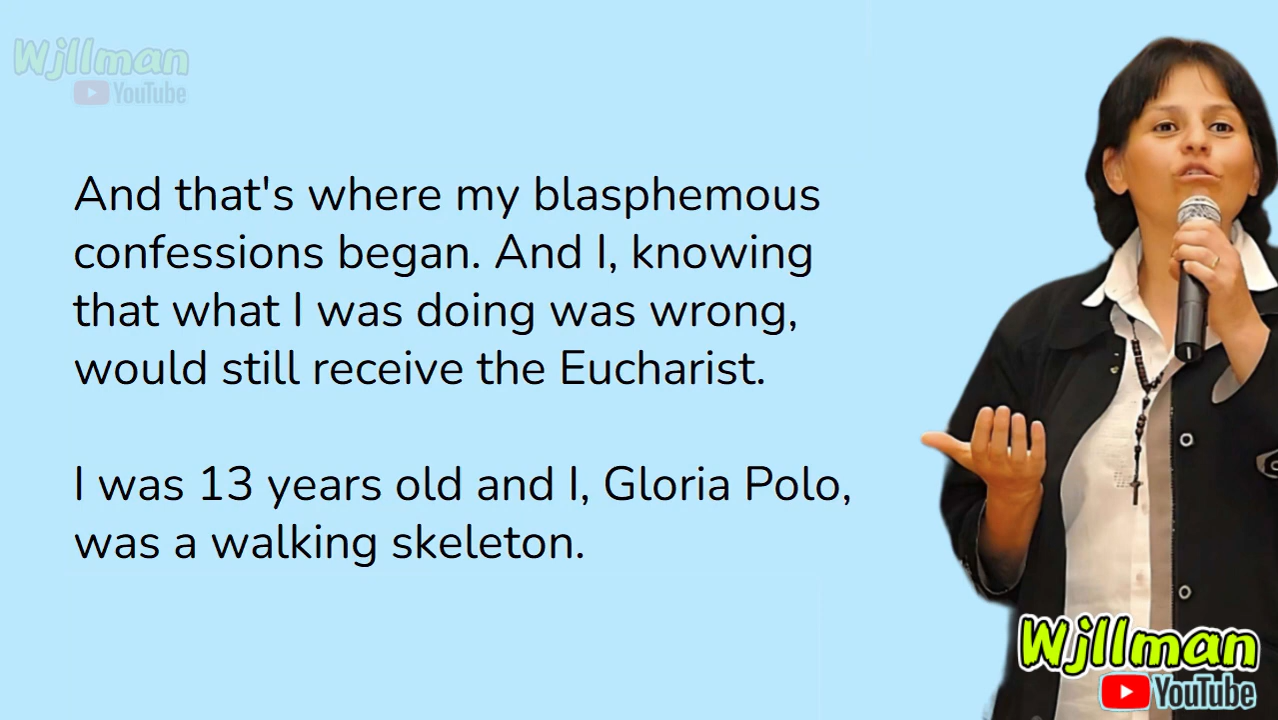 Wjllman
YouTube
And that's where my blasphemous
confessions began. And I, knowing
that what I was doing was wrong,
would still receive the Eucharist.
I was 13 years old and I, Gloria Polo,
was a walking skeleton.
Wjllman
YouTube